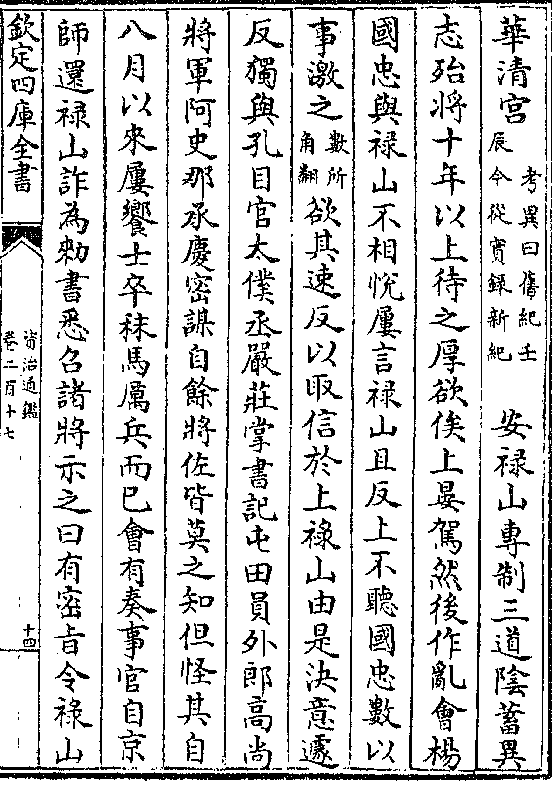 華清宮考異曰舊紀壬辰今從實録新紀 安禄山專制三道陰蓄異
志殆將十年以上待之厚欲俟上晏駕然後作亂會楊
國忠與禄山不相悦屢言禄山且反上不聽國忠數以
事激之數所角翻欲其速反以取信於上禄山由是決意遽
反獨與孔目官太僕丞嚴莊掌書記屯田員外郎高尚
將軍阿史那承慶密謀自餘將佐皆莫之知但怪其自
八月以來屢饗士卒秣馬厲兵而已會有奏事官自京
師還禄山詐為勑書悉召諸將示之曰有密旨令禄山
欽定四庫全書
資治通鑑
卷二百十七
十四